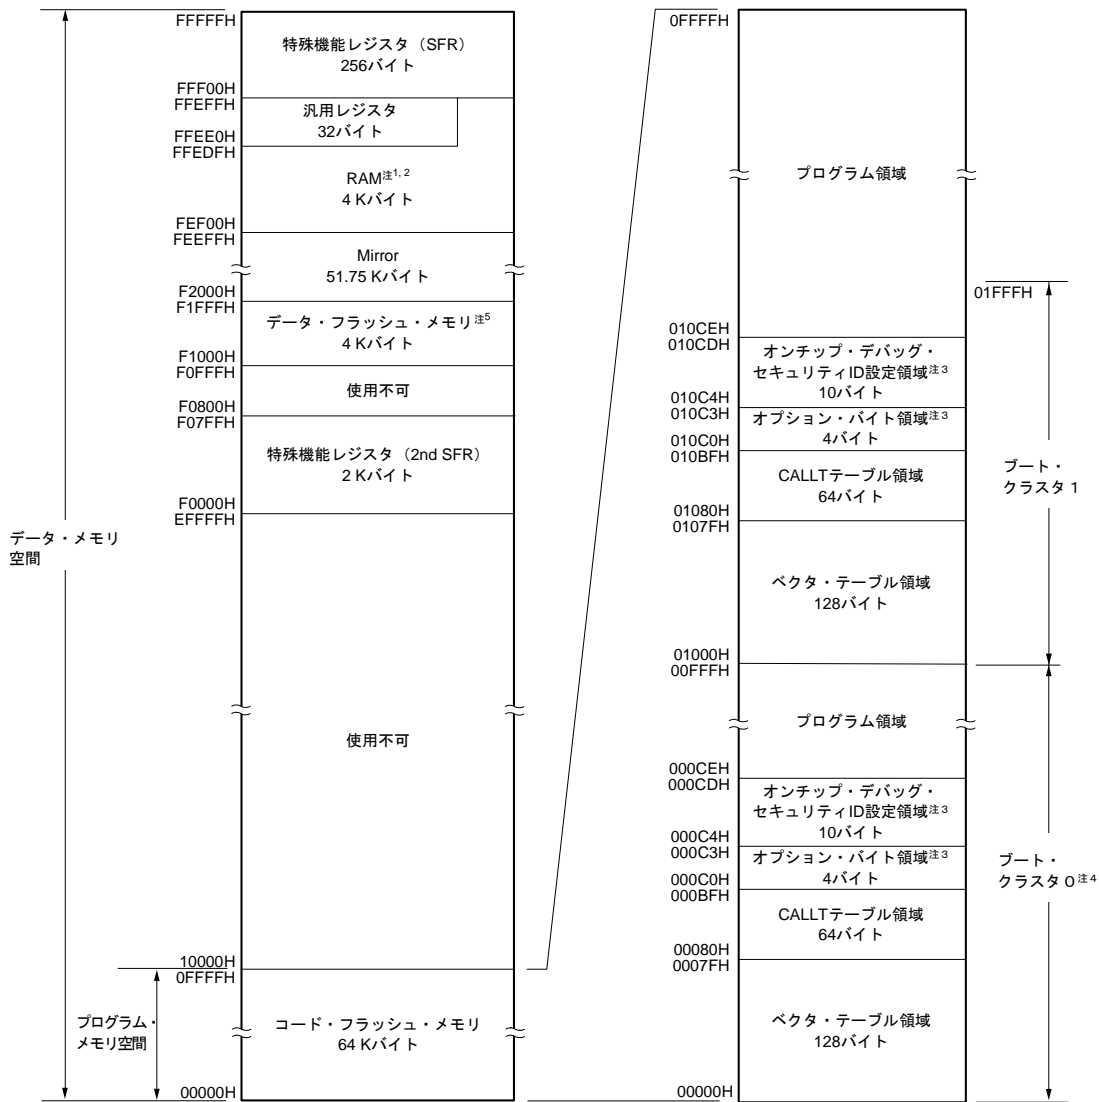 FFFFFH
特殊機能レジスタ（SFR）
256バイト
FFF00H
FFEFFH
汎用レジスタ
32バイト
FFEE0H
FFEDFH
RAM注1, 2
4 Kバイト
FEF00H
FEEFFH
Mirror
51.75 Kバイト
F2000H
F1FFFH
データ・フラッシュ・メモリ注5
4 Kバイト
F1000H
F0FFFH
使用不可
F0800H
F07FFH
特殊機能レジスタ（2nd SFR）
2 Kバイト
F0000H
EFFFFH
データ・メモリ
空間
使用不可
10000H
0FFFFH
プログラム・
メモリ空間
コード・フラッシュ・メモリ
64 Kバイト
00000H
0FFFFH
プログラム領域
01FFFH
010CEH
010CDH
オンチップ・デバッグ・
セキュリティID設定領域注3
10バイト
010C4H
010C3H
オプション・バイト領域注3
4バイト
010C0H
010BFH
CALLTテーブル領域
64バイト
ブート・
クラスタ1
01080H
0107FH
ベクタ・テーブル領域
128バイト
01000H
00FFFH
プログラム領域
000CEH
000CDH
オンチップ・デバッグ・
セキュリティID設定領域注3
10バイト
000C4H
000C3H
オプション・バイト領域注3
4バイト
000C0H
000BFH
ブート・
クラスタ0注4
CALLTテーブル領域
64バイト
00080H
0007FH
ベクタ・テーブル領域
128バイト
00000H